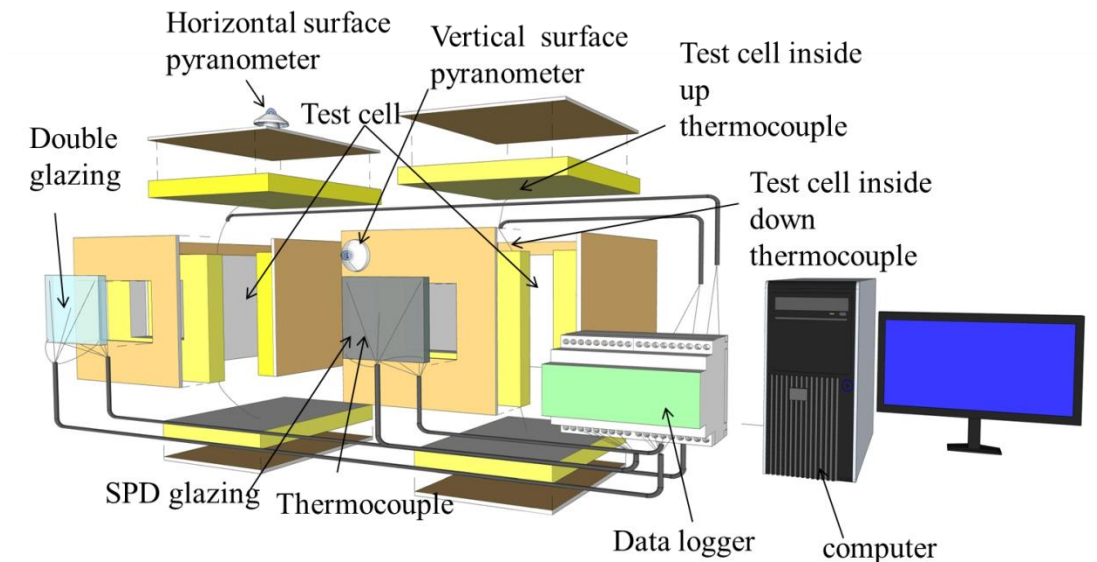 Horizontal surface
pyranometer
Vertical  surface
pyranometer
Test cell inside
up
thermocouple
Test cell
Double
glazing
Test cell inside
down
thermocouple
SPD glazing
Thermocouple
Data logger
computer